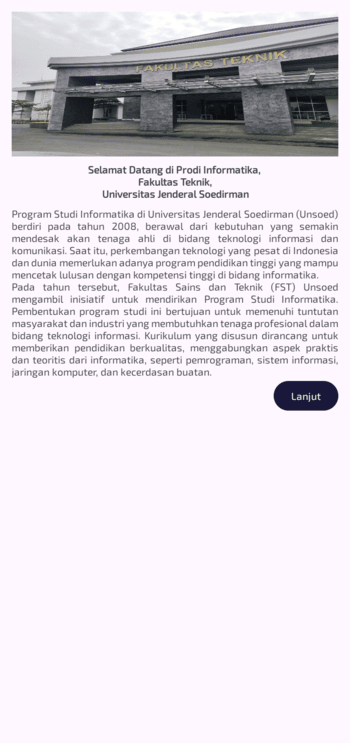 FAKULTAS TEKNIK
Selamat Datang di Prodi Informatika,
Fakultas Teknik,
Universitas Jenderal Soedirman
Program Studi Informatika di Universitas Jenderal Soedirman (Unsoed)
berdiri pada tahun 2008, berawal dari kebutuhan yang semakin
mendesak akan tenaga ahli di bidang teknologi informasi dan
komunikasi. Saat itu, perkembangan teknologi yang pesat di Indonesia
dan dunia memerlukan adanya program pendidikan tinggi yang mampu
mencetak lulusan dengan kompetensi tinggi di bidang informatika.
Pada tahun tersebut, Fakultas Sains dan Teknik (FST) Unsoed
mengambil inisiatif untuk mendirikan Program Studi Informatika.
Pembentukan program studi ini bertujuan untuk memenuhi tuntutan
masyarakat dan industri yang membutuhkan tenaga profesional dalam
bidang teknologi informasi. Kurikulum yang disusun dirancang untuk
memberikan pendidikan berkualitas, menggabungkan aspek praktis
dan teoritis dari informatika, seperti pemrograman, sistem informasi,
jaringan komputer, dan kecerdasan buatan.
Lanjut